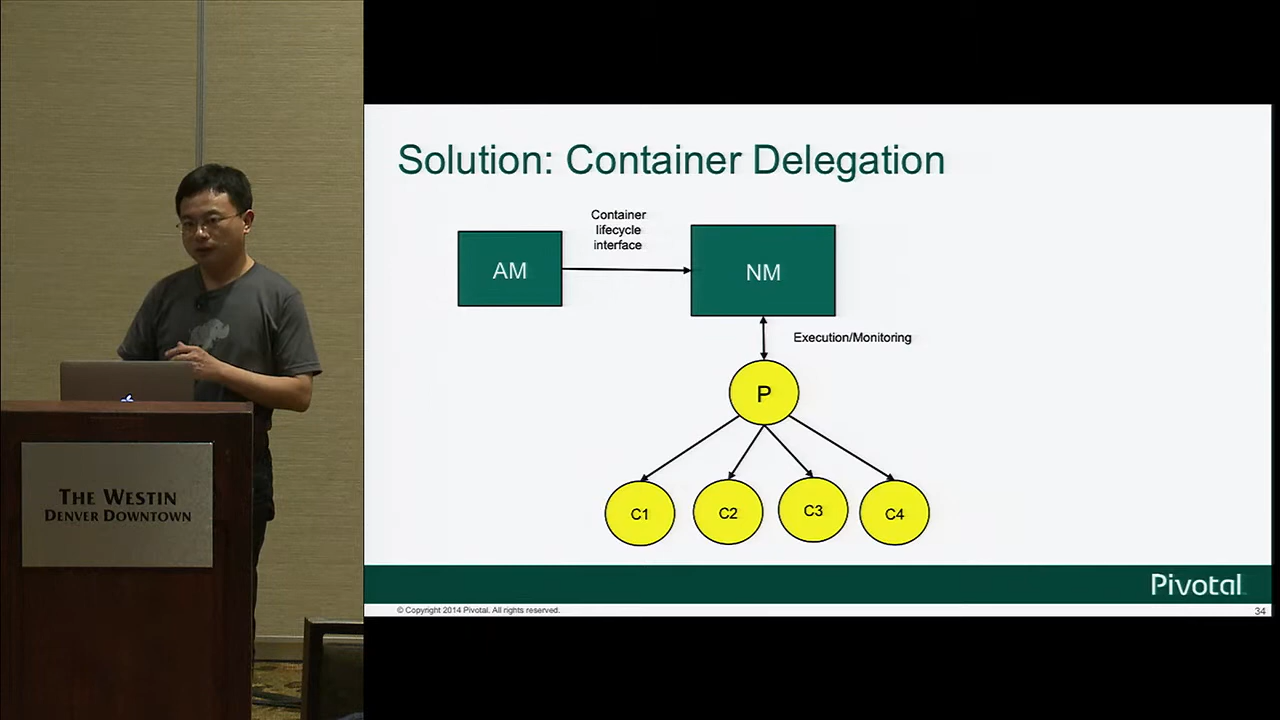 Solution: Container Delegation
Container
lifecycle
interface
AM
NM
Execution/Monitoring
P
C1
C2
C3
C4
THE WESTIN
DENVER DOWNTOWN
Pivotal
© Copyright 2014 Pivotal. All rights reserved.
34